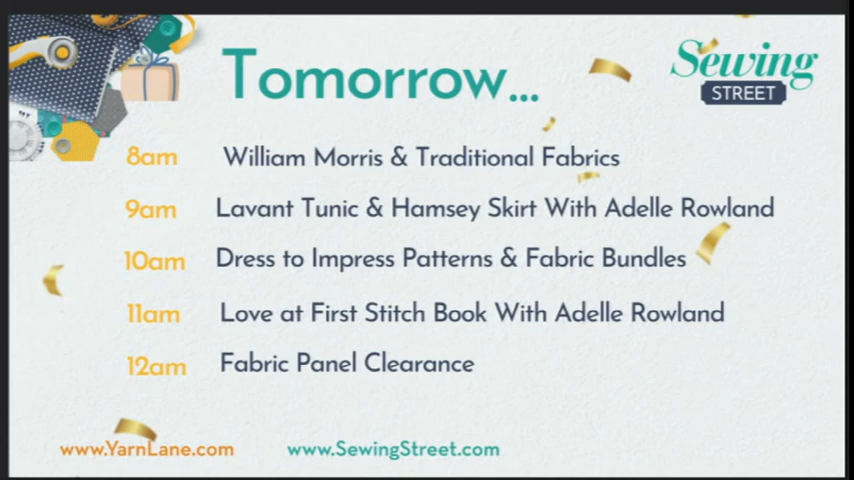 Tomorrow...
Sewing
STREET
8am William Morris & Traditional Fabrics
9am Lavant Tunic & Hamsey Skirt With Adelle Rowland
10am Dress to Impress Patterns & Fabric Bundles
11am Love at First Stitch Book With Adelle Rowland
12am Fabric Panel Clearance
www.YarnLane.com www.SewingStreet.com